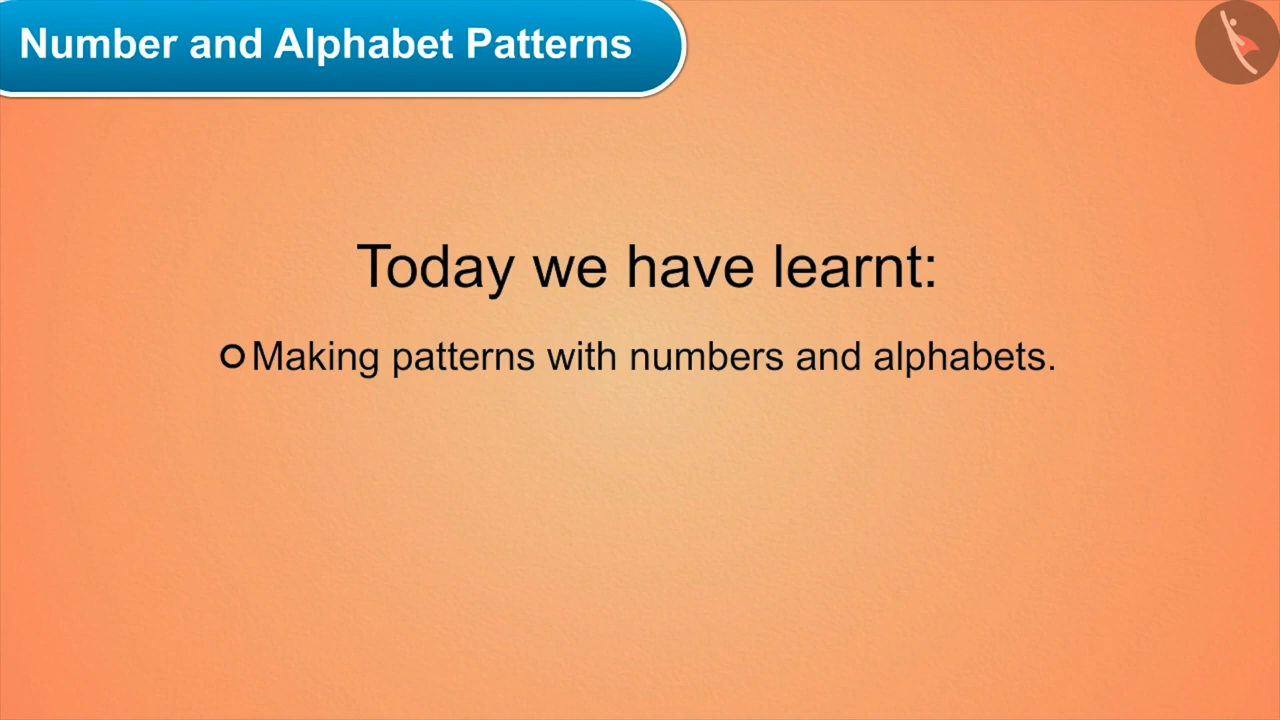 Number and Alphabet Patterns
Today we have learnt:
Making patterns with numbers and alphabets.